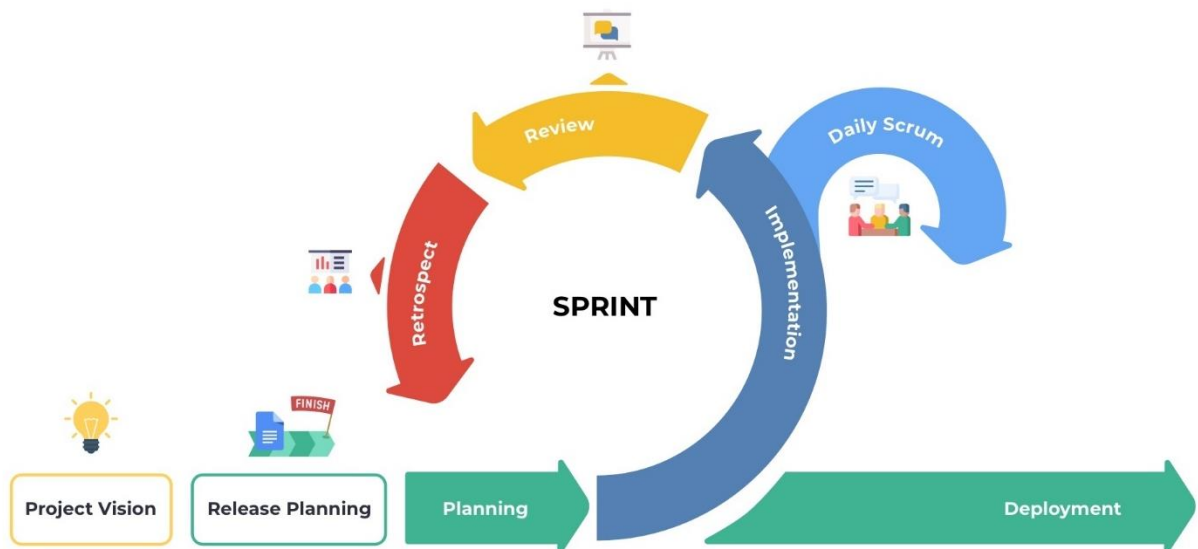 Review
Daily Scrum
Implementation
Retrospect
SPRINT
FINISH
Project Vision
Release Planning
Planning
Deployment